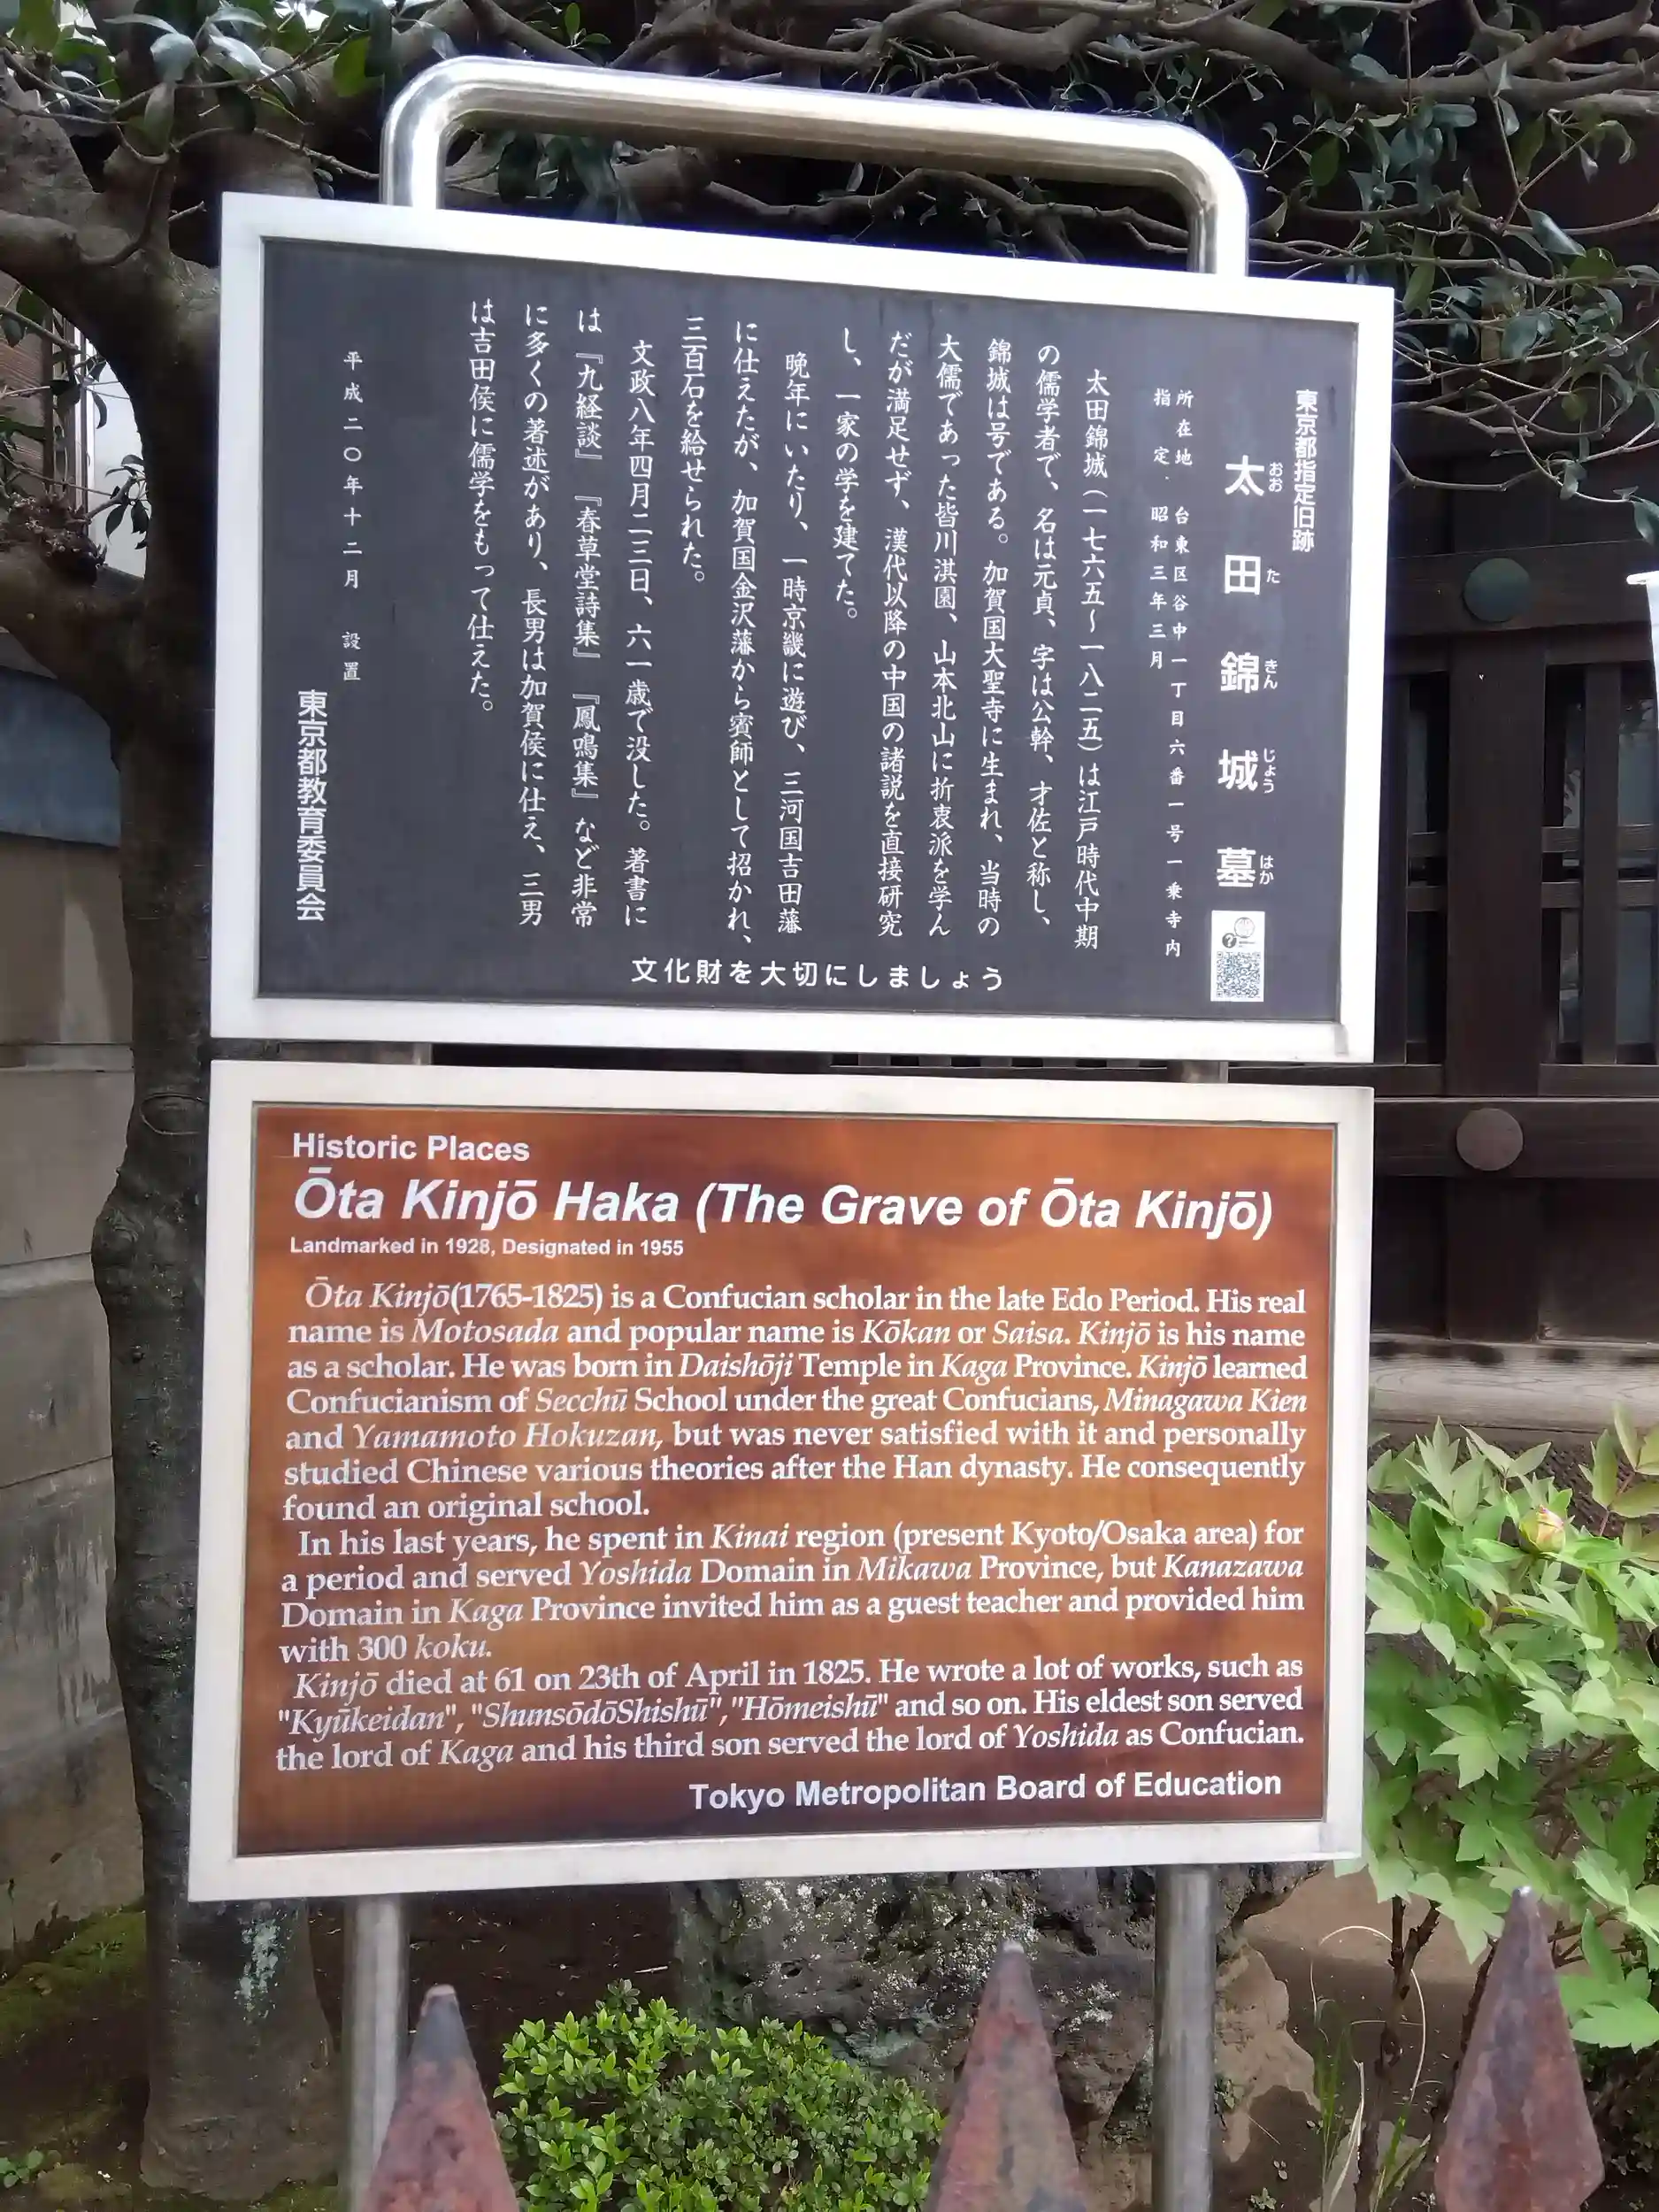 東京都指定旧跡
太田錦城墓
おおたきんじょうはか
所在地 台東区谷中一丁目六番一号一乗寺内
指定 昭和三年三月
太田錦城(一七六五〜一八二五)は江戸時代中期
の儒学者で、名は元貞、字は公幹、才佐と称し、
錦城は号である。加賀国大聖寺に生まれ、当時の
大儒であった皆川淇園、山本北山に折衷派を学ん
だが満足せず、漢代以降の中国の諸説を直接研究
し、一家の学を建てた。
晩年にいたり、一時京畿に遊び、三河国吉田藩
に仕えたが、加賀国金沢藩から賓師として招かれ、
三百石を給せられた。
文政八年四月二三日、六一歳で没した。著書に
は『九経談』『春草堂詩集』『鳳鳴集』など非常
に多くの著述があり、長男は加賀侯に仕え、三男
は吉田侯に儒学をもって仕えた。
平成二〇年十二月 設置
東京都教育委員会
文化財を大切にしましょう
Historic Places
Ōta Kinjō Haka (The Grave of Ōta Kinjō)
Landmarked in 1928, Designated in 1955
Ōta Kinjō(1765-1825) is a Confucian scholar in the late Edo Period. His real
name is Motosada and popular name is Kōkan or Saisa. Kinjō is his name
as a scholar. He was born in Daishōji Temple in Kaga Province. Kinjō learned
Confucianism of Secchū School under the great Confucians, Minagawa Kien
and Yamamoto Hokuzan, but was never satisfied with it and personally
studied Chinese various theories after the Han dynasty. He consequently
found an original school.
In his last years, he spent in Kinai region (present Kyoto/Osaka area) for
a period and served Yoshida Domain in Mikawa Province, but Kanazawa
Domain in Kaga Province invited him as a guest teacher and provided him
with 300 koku.
Kinjō died at 61 on 23th of April in 1825. He wrote a lot of works, such as
"Kyūkeidan", "ShunsōdōShishū","Hōmeishū" and so on. His eldest son served
the lord of Kaga and his third son served the lord of Yoshida as Confucian.
Tokyo Metropolitan Board of Education